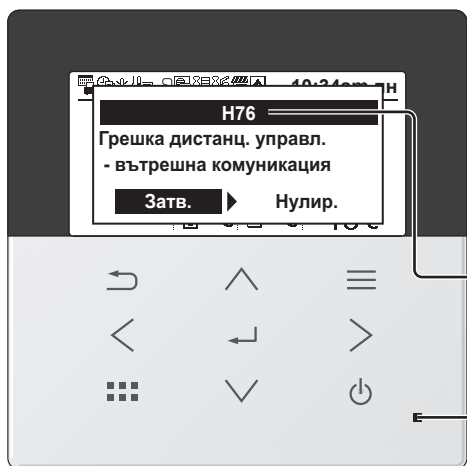 10:34am пн
H76
Грешка дистанц. управл.
- вътрешна комуникация
Затв. Нулир.